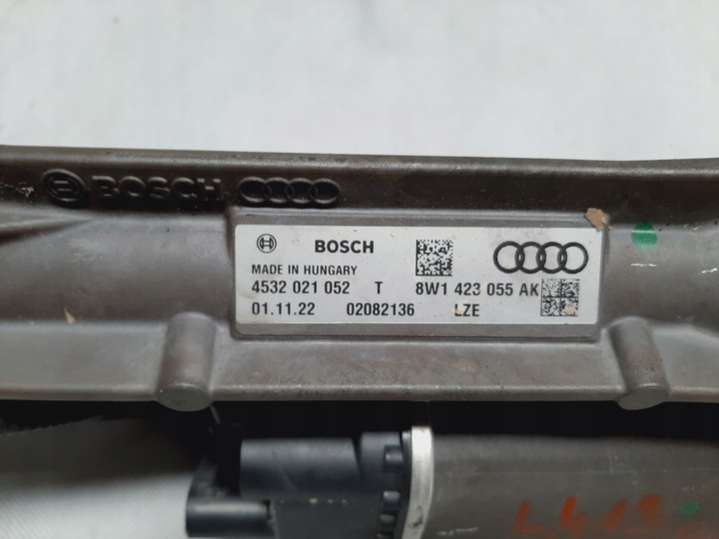 BOSCH
BOSCH
MADE IN HUNGARY
4532 021 052 T 8W1 423 055 AK
01.11.22 02082136 LZE